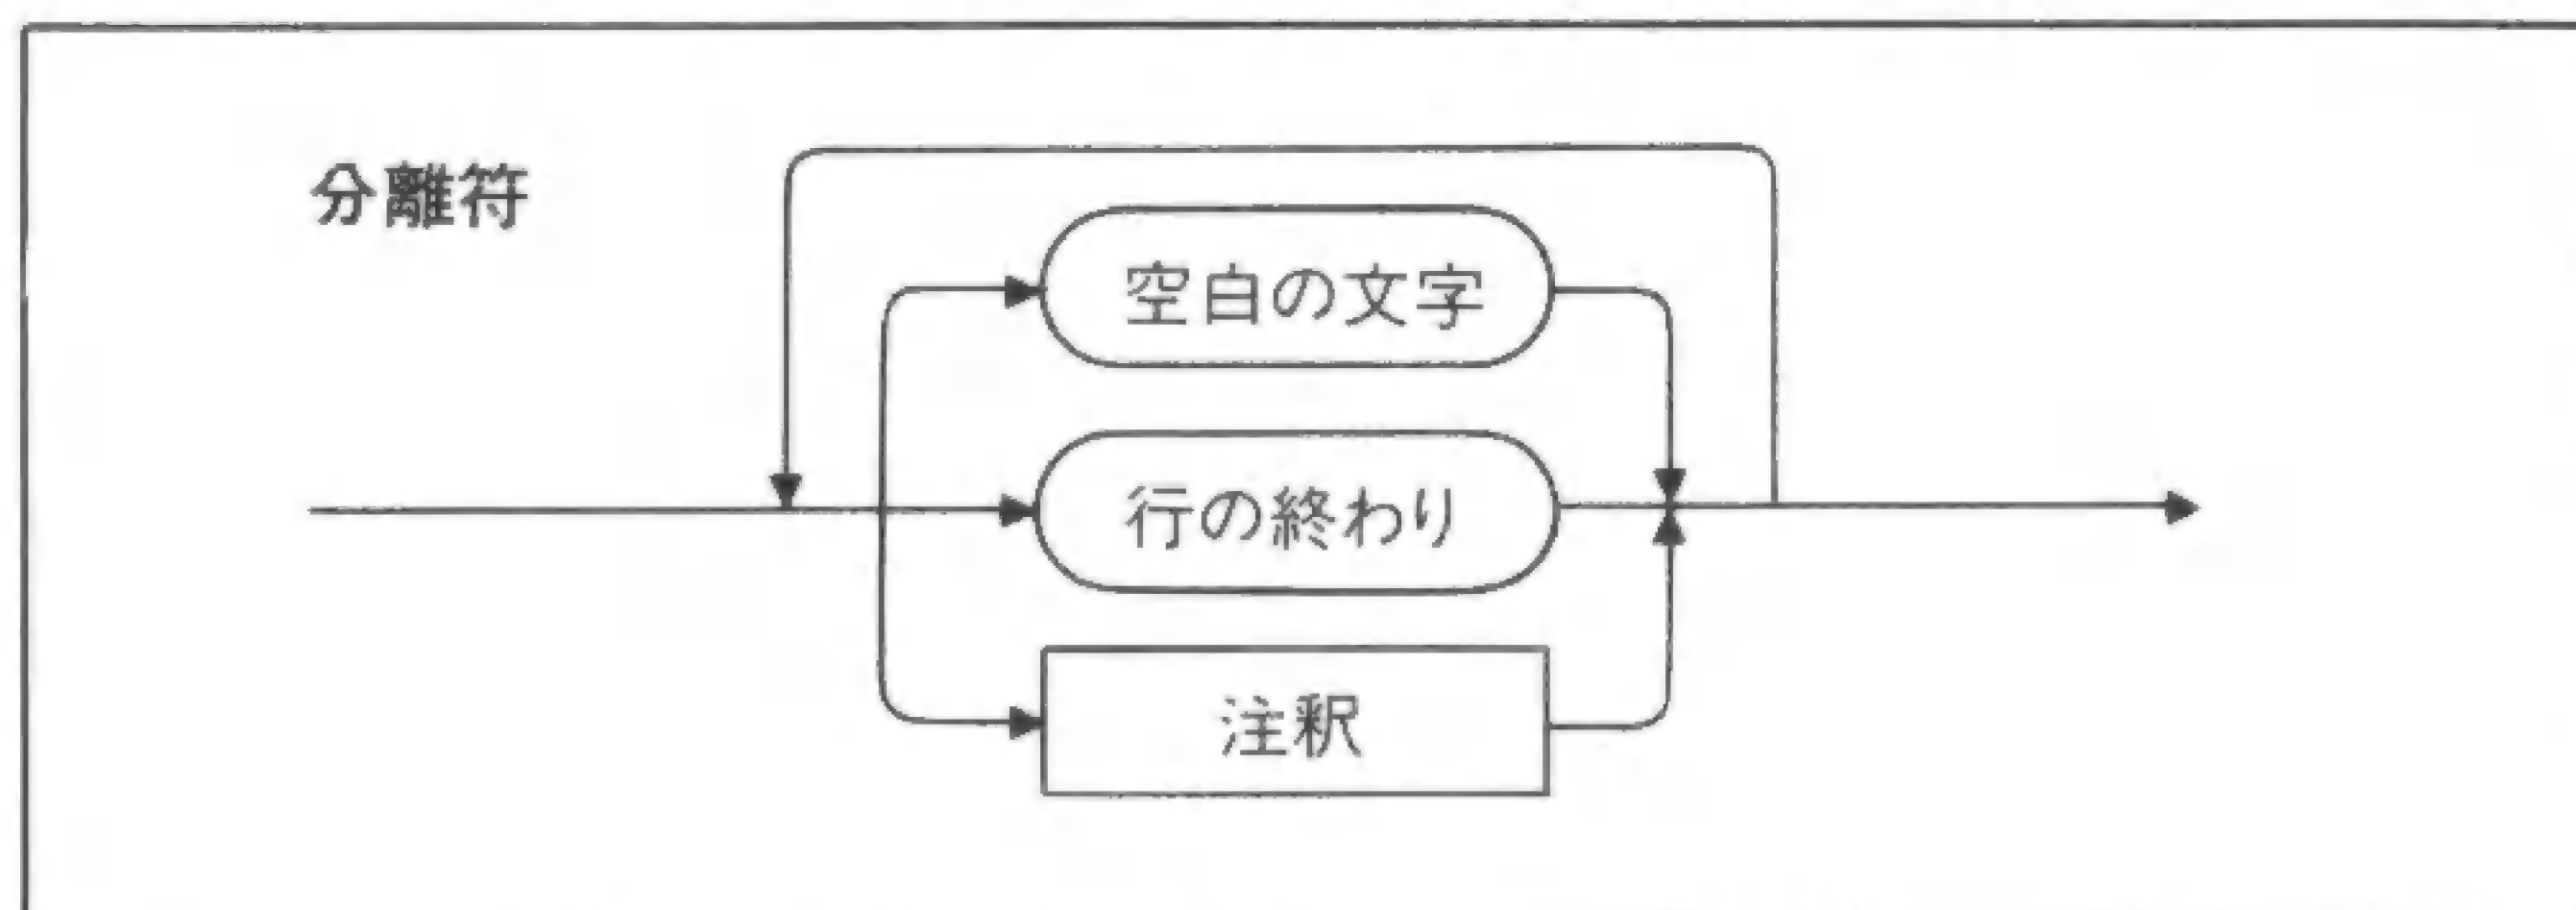 分離符
空白の文字
行の終わり
注釈